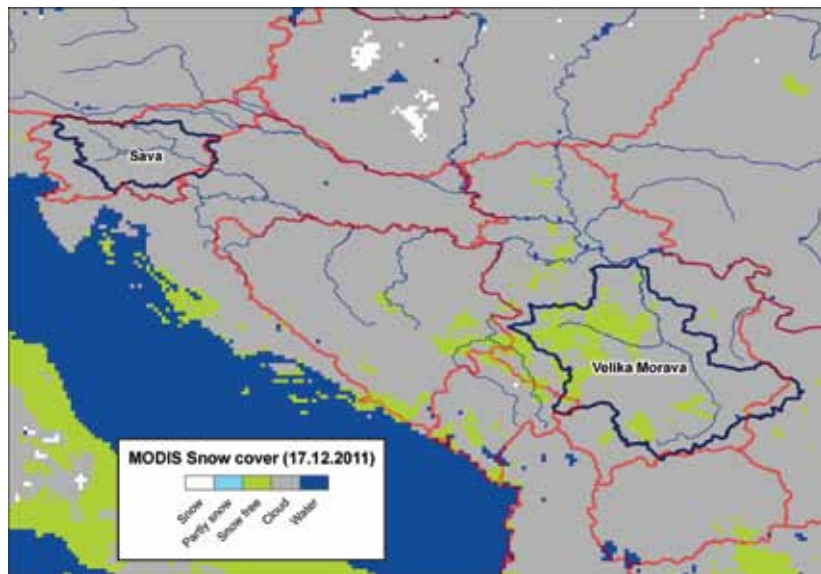 Sava
Velika Morava
MODIS Snow cover (17.12.2011)
Snow
Partly snow
Snow free
Cloud
Water